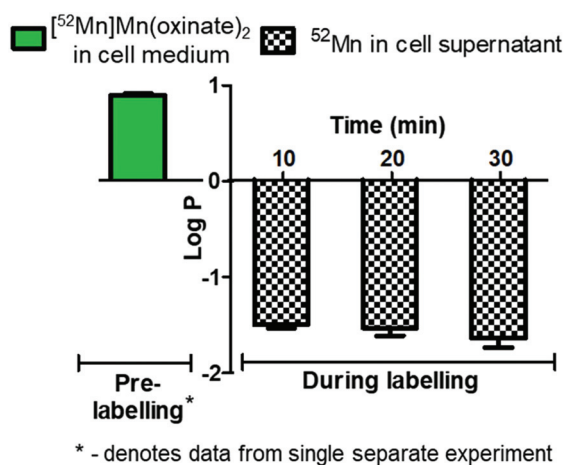 [⁵²Mn]Mn(oxinate)₂
in cell medium
⁵²Mn in cell supernatant
Time (min)
10 20 30
1
0
-1
-2
Log P
Pre-
labelling*
During labelling
* - denotes data from single separate experiment